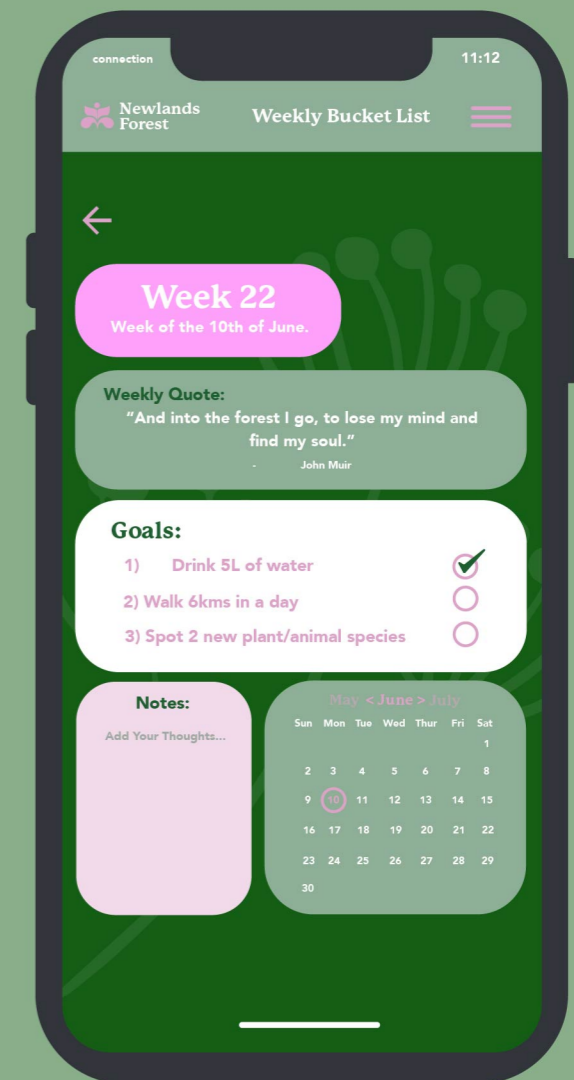 connection 11:12
Newlands
Forest
Weekly Bucket List
Week 22
Week of the 10th of June.
Weekly Quote:
“And into the forest I go, to lose my mind and
find my soul.”
- John Muir
Goals:
1) Drink 5L of water
2) Walk 6kms in a day
3) Spot 2 new plant/animal species
Notes:
Add Your Thoughts...
May < June > July
Sun Mon Tue Wed Thur Fri Sat
1
2 3 4 5 6 7 8
9 10 11 12 13 14 15
16 17 18 19 20 21 22
23 24 25 26 27 28 29
30